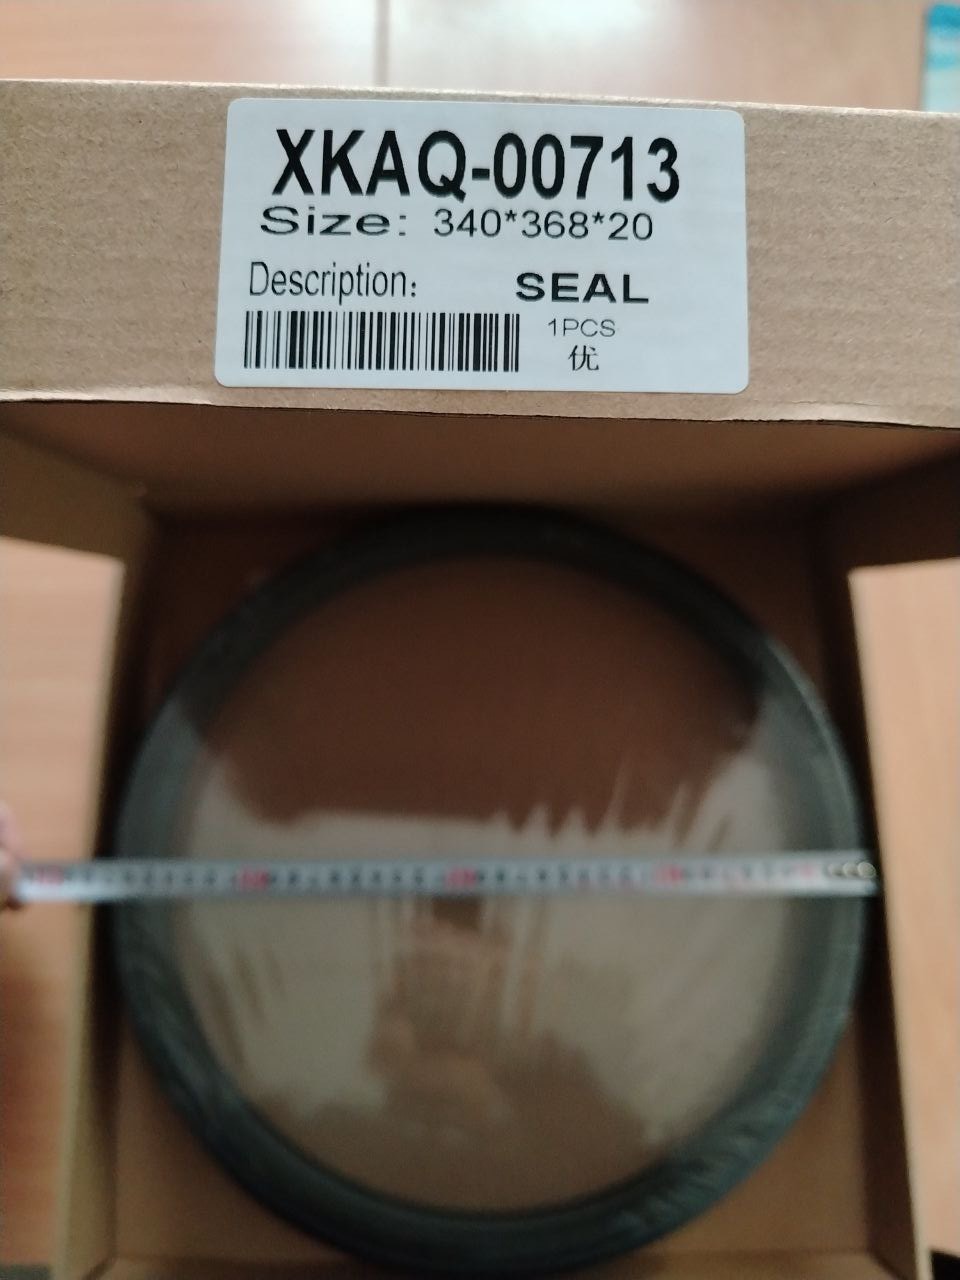 XKAQ-00713
Size: 340*368*20
Description: SEAL
1PCS
优